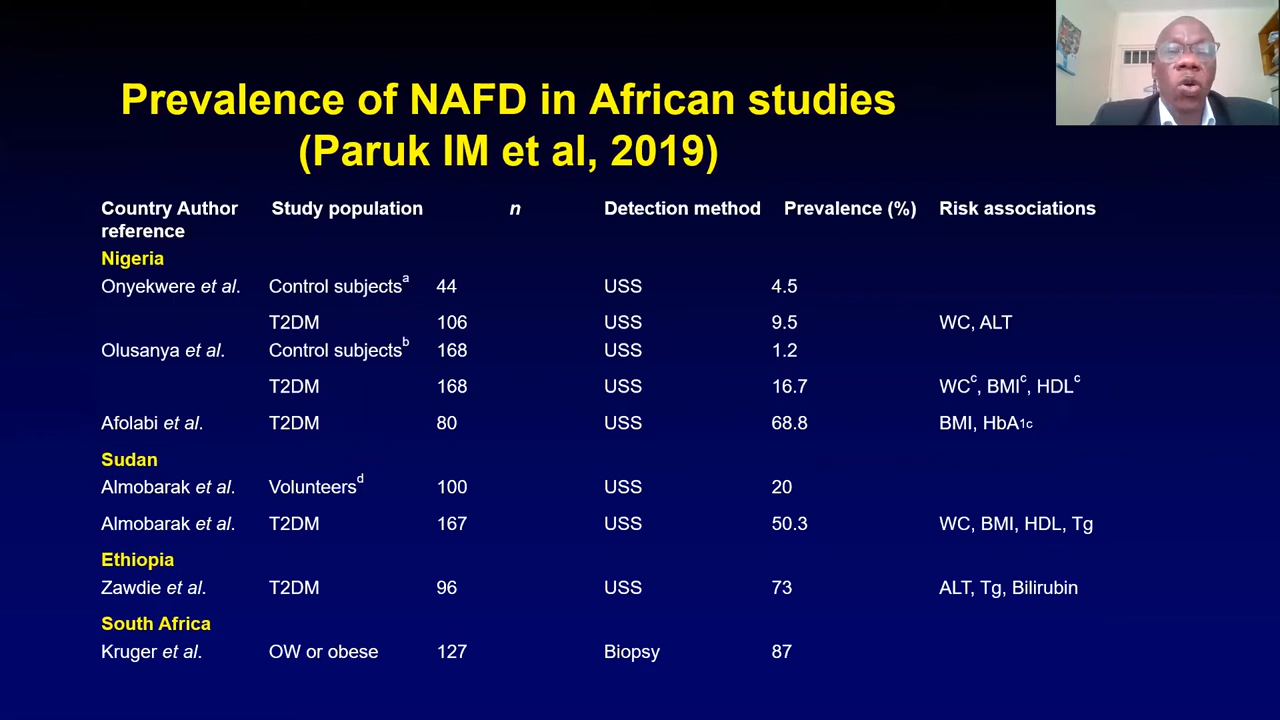 Prevalence of NAFD in African studies
(Paruk IM et al, 2019)
Country Author reference Study population n Detection method Prevalence (%) Risk associations
Nigeria
Onyekwere et al. Control subjectsa 44 USS 4.5
T2DM 106 USS 9.5 WC, ALT
Olusanya et al. Control subjectsb 168 USS 1.2
T2DM 168 USS 16.7 WCc, BMIc, HDLc
Afolabi et al. T2DM 80 USS 68.8 BMI, HbA1c
Sudan
Almobarak et al. Volunteersd 100 USS 20
Almobarak et al. T2DM 167 USS 50.3 WC, BMI, HDL, Tg
Ethiopia
Zawdie et al. T2DM 96 USS 73 ALT, Tg, Bilirubin
South Africa
Kruger et al. OW or obese 127 Biopsy 87